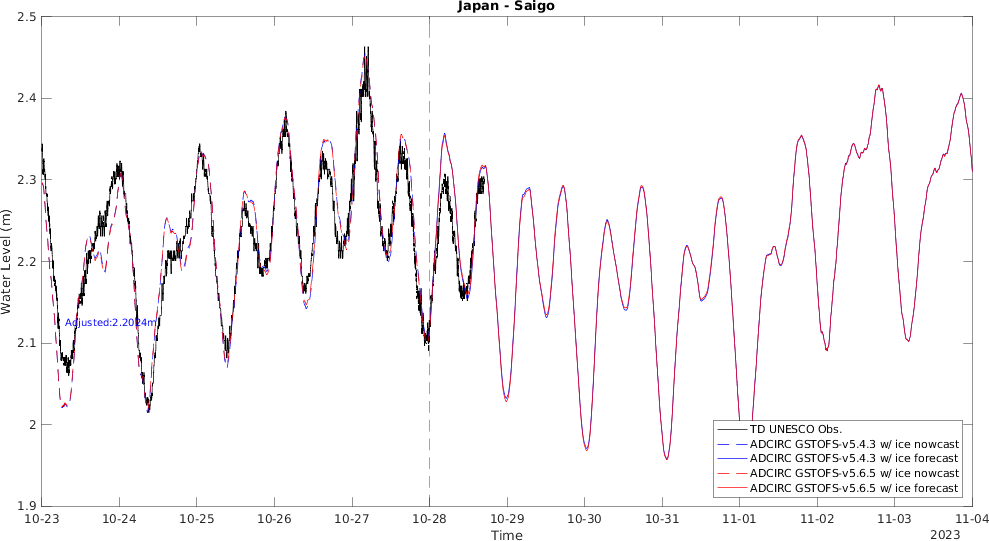 Japan - Saigo
2.5
2.4
2.3
2.2
2.1
2
1.9
Water Level (m)
Adjusted:2.2024m
TD UNESCO Obs.
ADCIRC GSTOFS-v5.4.3 w/ ice nowcast
ADCIRC GSTOFS-v5.4.3 w/ ice forecast
ADCIRC GSTOFS-v5.6.5 w/ ice nowcast
ADCIRC GSTOFS-v5.6.5 w/ ice forecast
10-23 10-24 10-25 10-26 10-27 10-28 10-29 10-30 10-31 11-01 11-02 11-03 11-04
Time
2023